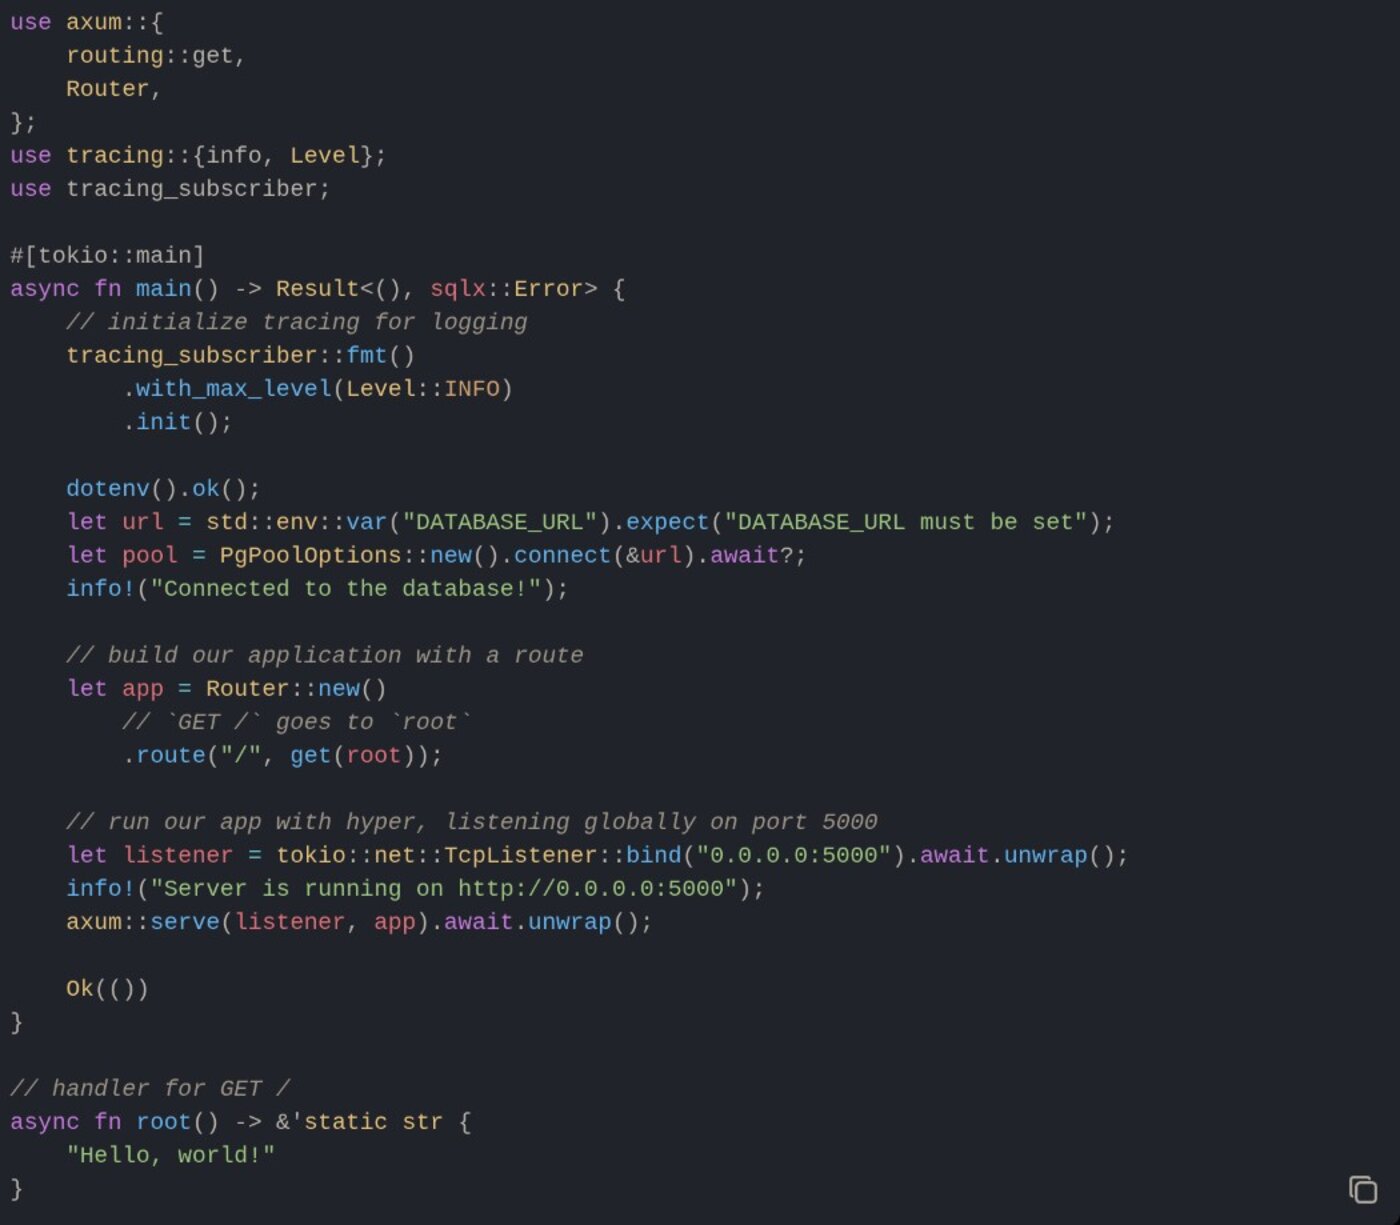 use axum::{
    routing::get,
    Router,
};
use tracing::{info, Level};
use tracing_subscriber;

#[tokio::main]
async fn main() -> Result<(), sqlx::Error> {
    // initialize tracing for logging
    tracing_subscriber::fmt()
        .with_max_level(Level::INFO)
        .init();

    dotenv().ok();
    let url = std::env::var("DATABASE_URL").expect("DATABASE_URL must be set");
    let pool = PgPoolOptions::new().connect(&url).await?;
    info!("Connected to the database!");

    // build our application with a route
    let app = Router::new()
        // `GET /` goes to `root`
        .route("/", get(root));

    // run our app with hyper, listening globally on port 5000
    let listener = tokio::net::TcpListener::bind("0.0.0.0:5000").await.unwrap();
    info!("Server is running on http://0.0.0.0:5000");
    axum::serve(listener, app).await.unwrap();

    Ok(())
}

// handler for GET /
async fn root() -> &'static str {
    "Hello, world!"
}